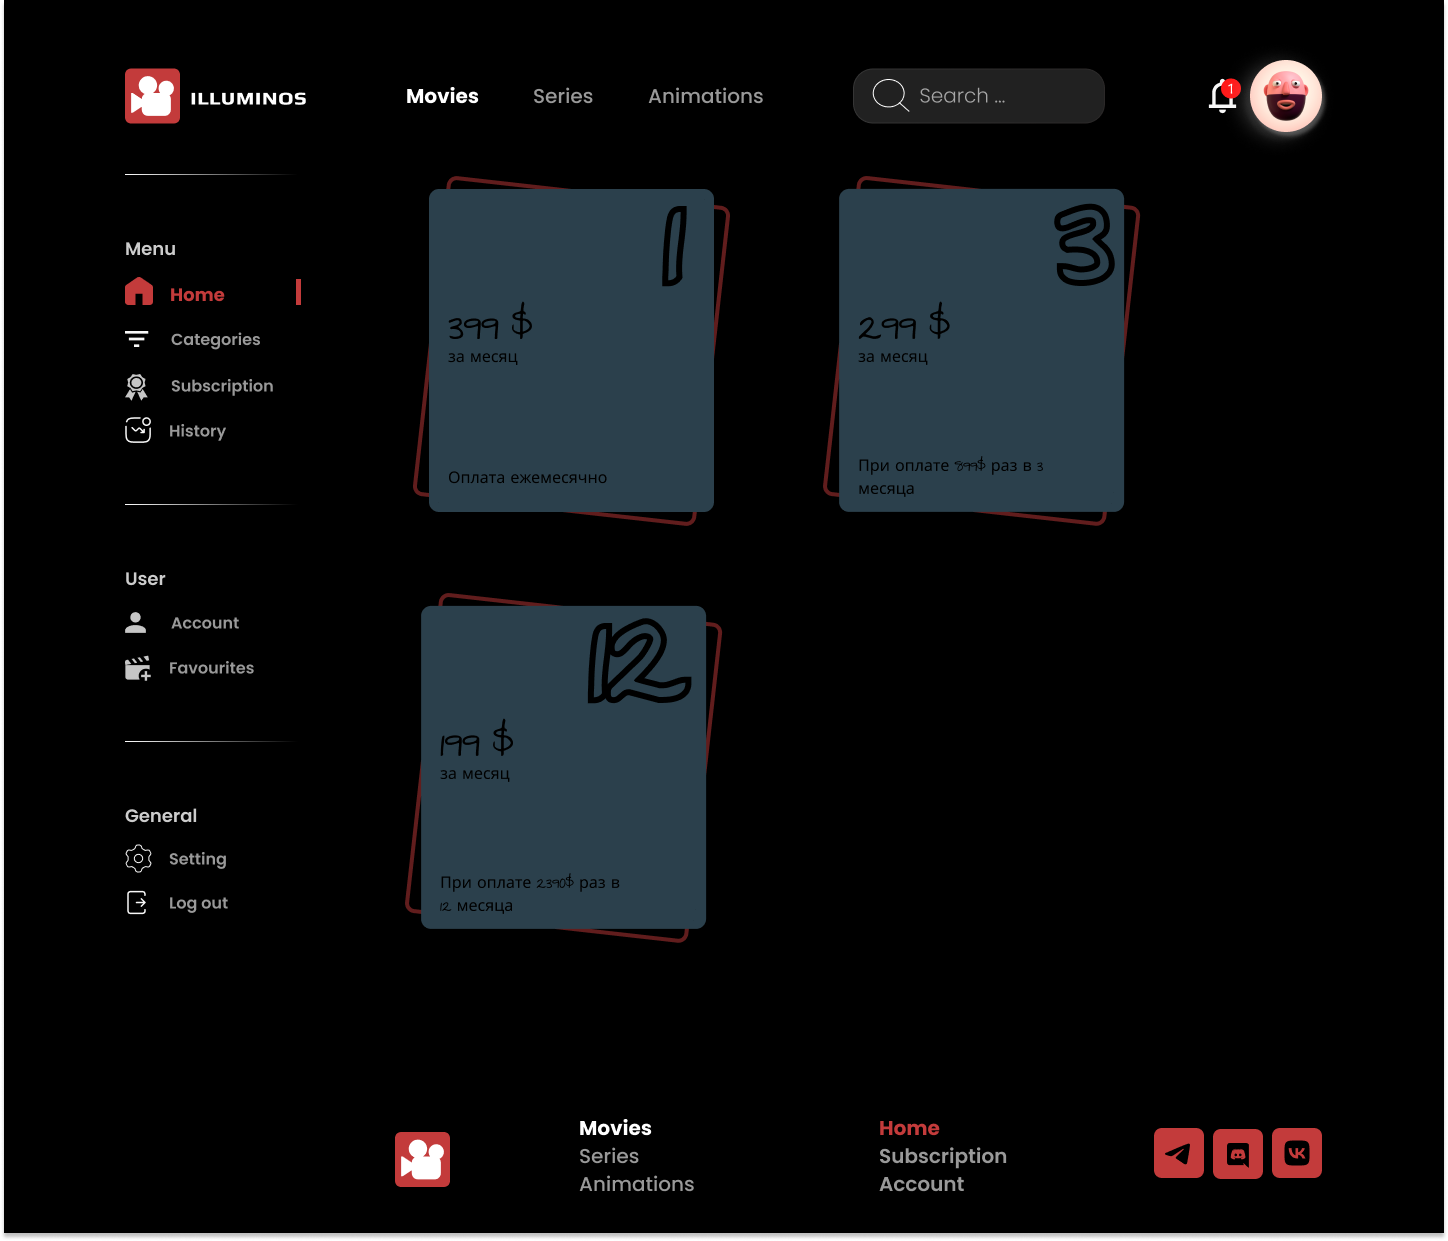 ILLUMINOS
Movies
Series
Animations
Search ...
1
Menu
Home
Categories
Subscription
History
User
Account
Favourites
General
Setting
Log out
1
399 $
за месяц
Оплата ежемесячно
3
299 $
за месяц
При оплате 899$ раз в 3
месяца
12
199 $
за месяц
При оплате 2390$ раз в
12 месяца
Movies
Series
Animations
Home
Subscription
Account